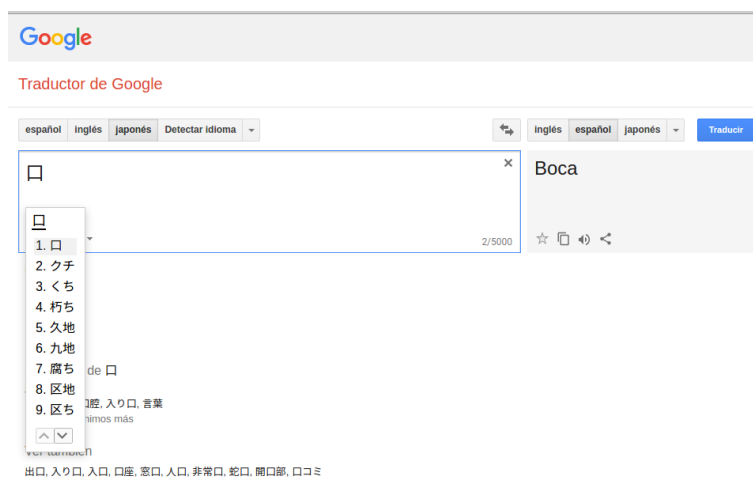 Google
Traductor de Google
español inglés japonés Detectar idioma
inglés español japonés Traducir
口
Boca
2/5000
口
1. 口
2. クチ
3. くち
4. 朽ち
5. 久地
6. 九地
7. 腐ち
8. 区地
9. 区ち
de 口
入り口, 言葉
más
Ver también
出口, 入り口, 入口, 口座, 窓口, 人口, 非常口, 蛇口, 開口部, 口コミ